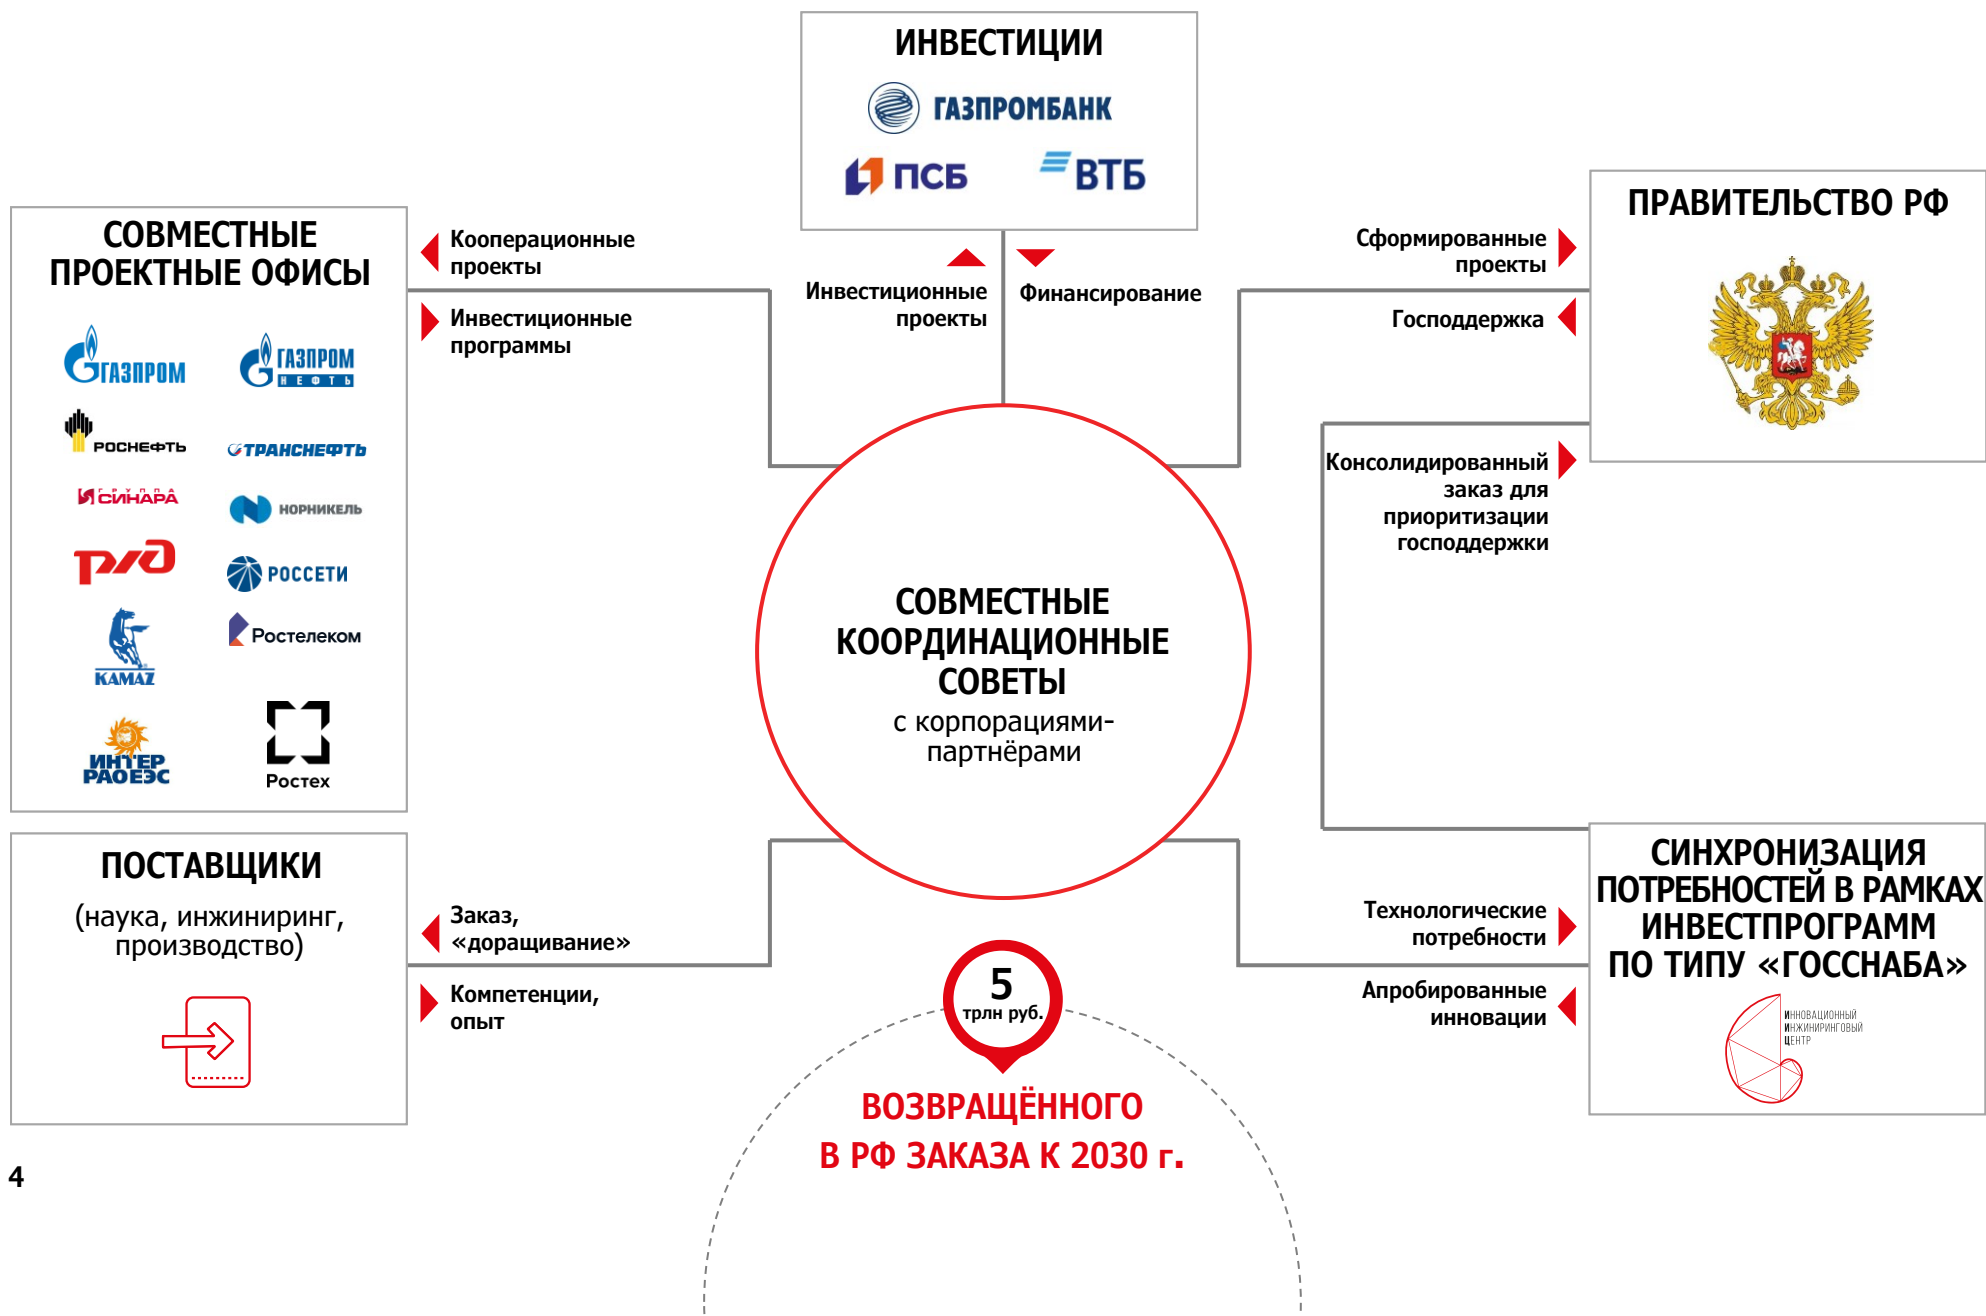 ИНВЕСТИЦИИ
ГАЗПРОМБАНК
ПСБ
ВТБ
СОВМЕСТНЫЕ
ПРОЕКТНЫЕ ОФИСЫ
ГАЗПРОМ
ГАЗПРОМ
НЕФТЬ
РОСНЕФТЬ
ТРАНСНЕФТЬ
ГРУППА
СИНАРА
НОРНИКЕЛЬ
РЖД
РОССЕТИ
KAMAZ
Ростелеком
ИНТЕР
РАО ЕЭС
Ростех
Кооперационные
проекты
Инвестиционные
программы
Инвестиционные
проекты
Финансирование
Сформированные
проекты
Господдержка
ПРАВИТЕЛЬСТВО РФ
Консолидированный
заказ для
приоритизации
господдержки
СОВМЕСТНЫЕ
КООРДИНАЦИОННЫЕ
СОВЕТЫ
с корпорациями-
партнёрами
ПОСТАВЩИКИ
(наука, инжиниринг,
производство)
Заказ,
«доращивание»
Компетенции,
опыт
Технологические
потребности
Апробированные
инновации
СИНХРОНИЗАЦИЯ
ПОТРЕБНОСТЕЙ В РАМКАХ
ИНВЕСТПРОГРАММ
ПО ТИПУ «ГОССНАБА»
ИННОВАЦИОННЫЙ
ИНЖИНИРИНГОВЫЙ
ЦЕНТР
5
трлн руб.
ВОЗВРАЩЁННОГО
В РФ ЗАКАЗА К 2030 г.
4